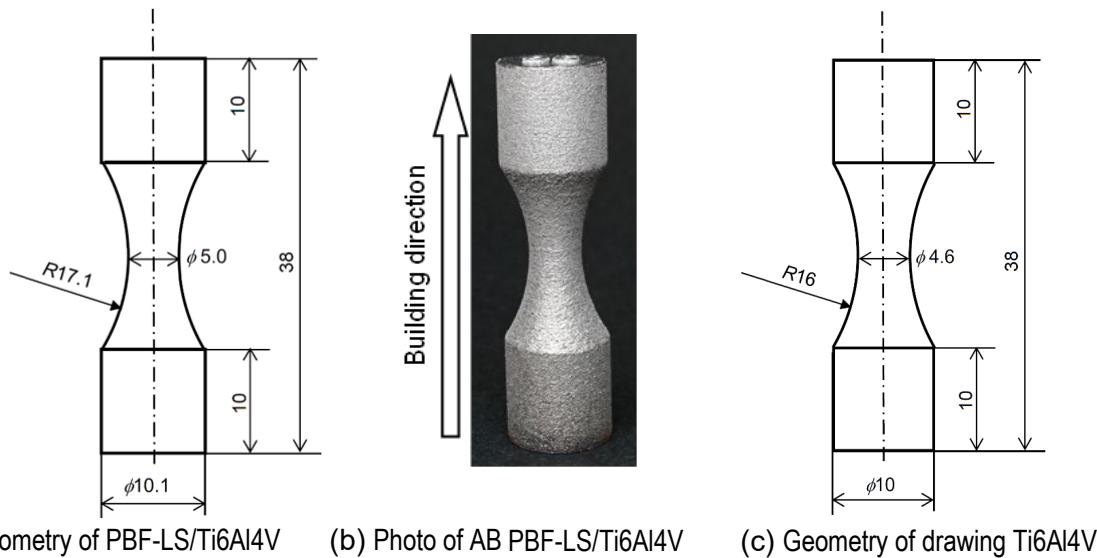 10
38
φ5.0
R17.1
10
φ10.1
Building direction
10
38
φ4.6
R16
10
φ10
ometry of PBF-LS/Ti6Al4V
(b) Photo of AB PBF-LS/Ti6Al4V
(c) Geometry of drawing Ti6Al4V